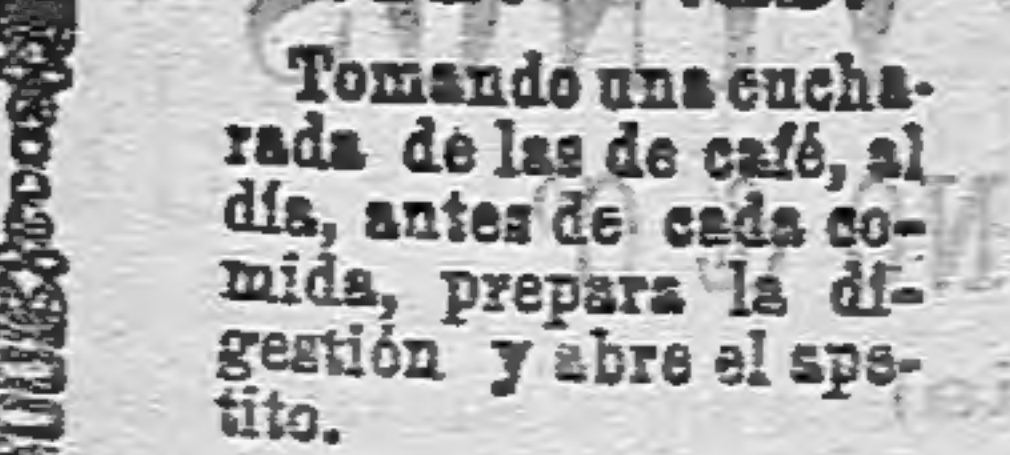 Tomando una cucha-
rada de las de café, al
día, antes de cada co-
mida, prepara la di-
gestión y abre el ape-
tito.